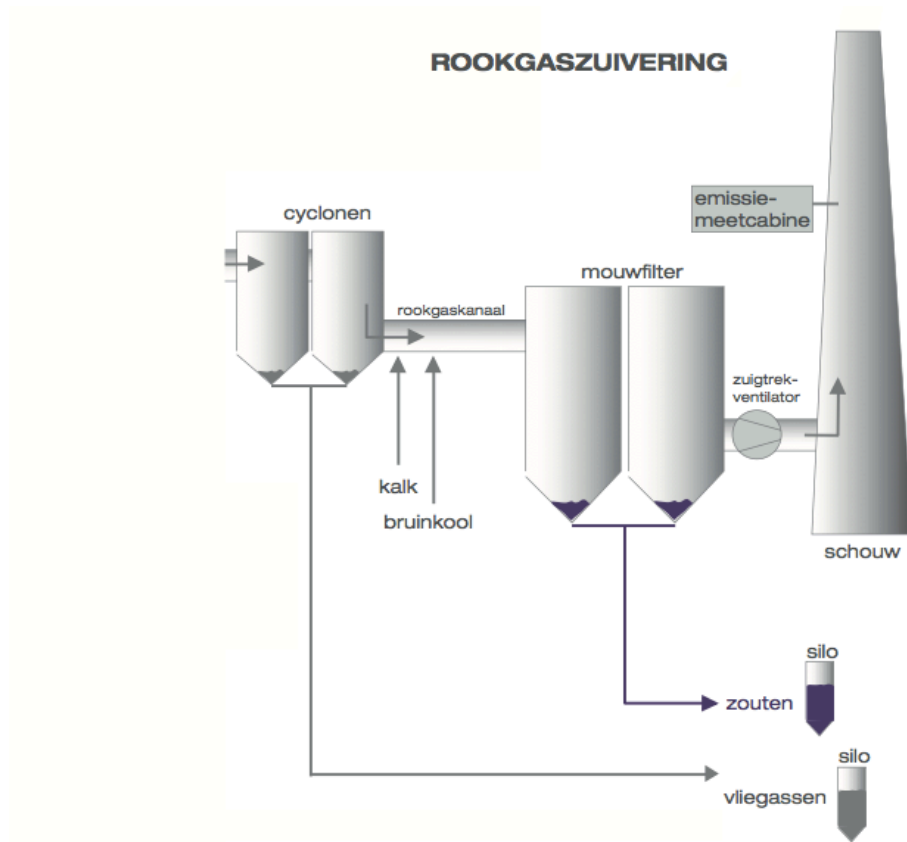 ROOKGASZUIVERING
emissie-
meetcabine
cyclonen
mouwfilter
rookgaskanaal
zuigtrek-
ventilator
kalk
bruinkool
schouw
silo
zouten
silo
vliegassen